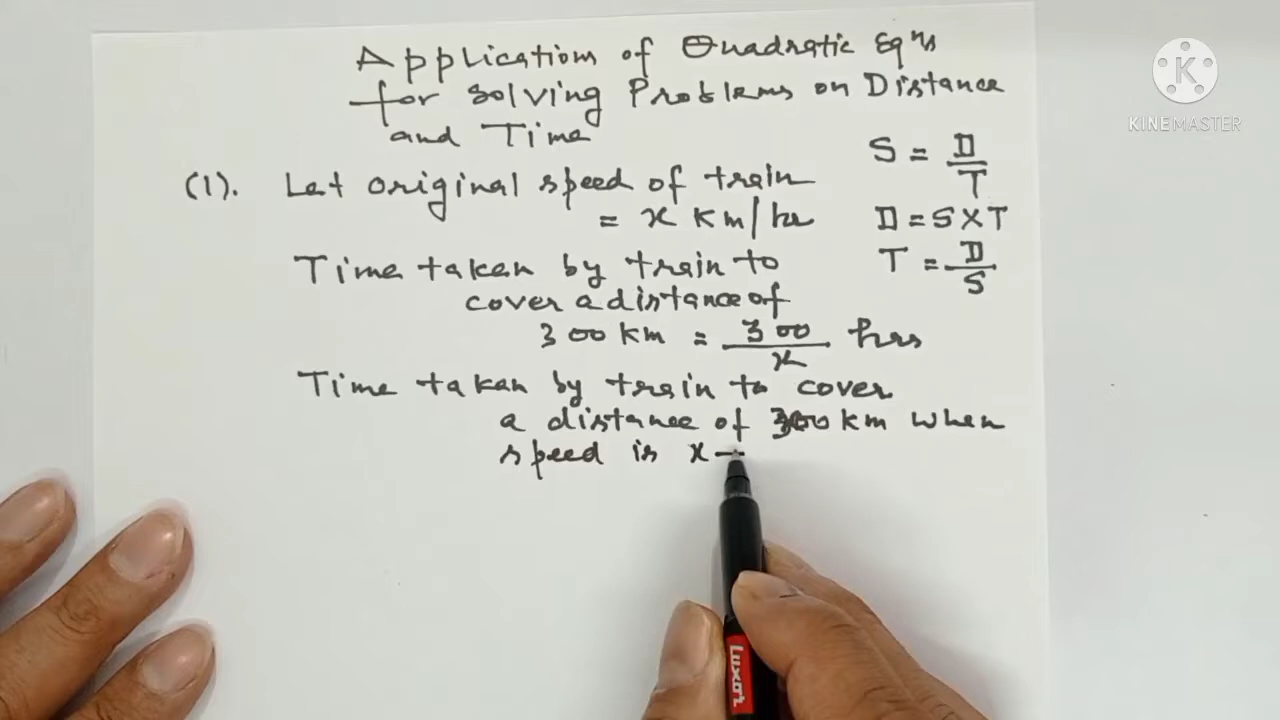 Applications of Quadratic Eqns
for solving Problems on Distance
and Time
S = D/T
(1). Let original speed of train
= x Km/hr
D = S X T
Time taken by train to
T = D/S
cover a distance of
300 Km = 300/x hrs
Time taken by train to cover
a distance of 300 Km when
speed is x -
K
KINEMASTER
Luxor